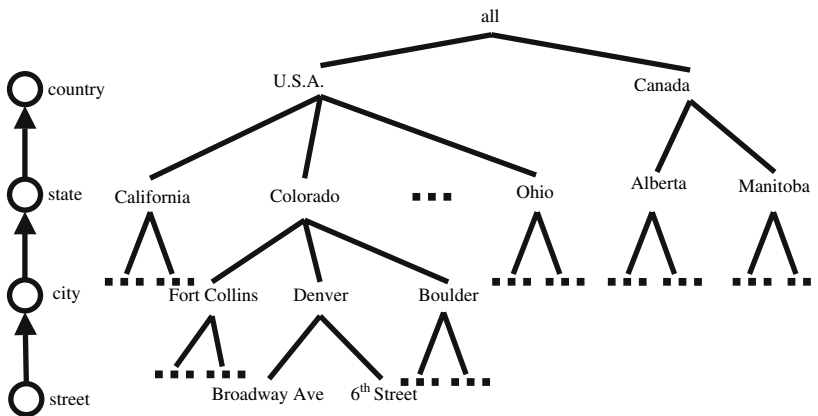 all
country
U.S.A.
Canada
state
California
Colorado
Ohio
Alberta
Manitoba
city
Fort Collins
Denver
Boulder
street
Broadway Ave
6th Street